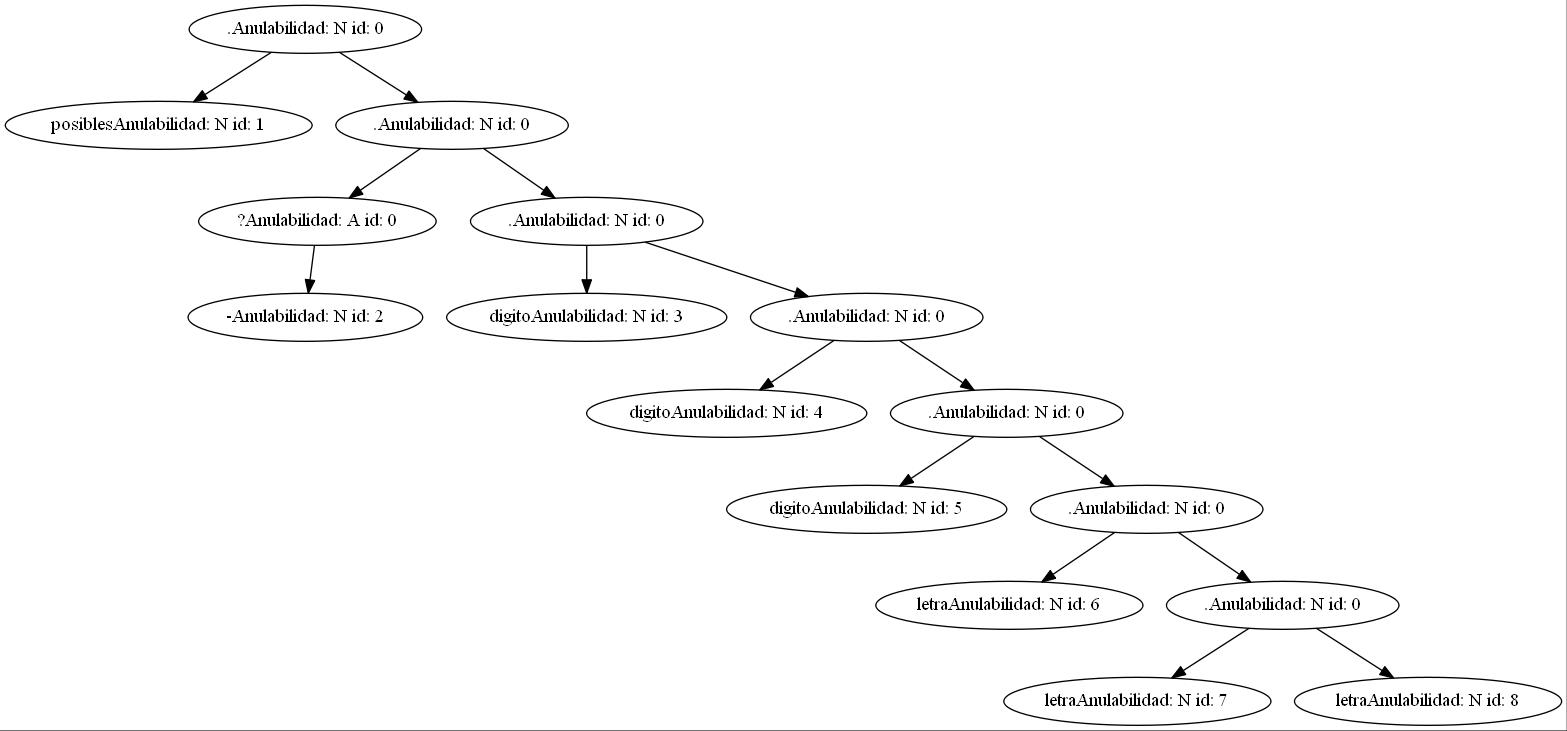 .Anulabilidad: N id: 0
posiblesAnulabilidad: N id: 1
.Anulabilidad: N id: 0
?Anulabilidad: A id: 0
.Anulabilidad: N id: 0
-Anulabilidad: N id: 2
digitoAnulabilidad: N id: 3
.Anulabilidad: N id: 0
digitoAnulabilidad: N id: 4
.Anulabilidad: N id: 0
digitoAnulabilidad: N id: 5
.Anulabilidad: N id: 0
letraAnulabilidad: N id: 6
.Anulabilidad: N id: 0
letraAnulabilidad: N id: 7
letraAnulabilidad: N id: 8